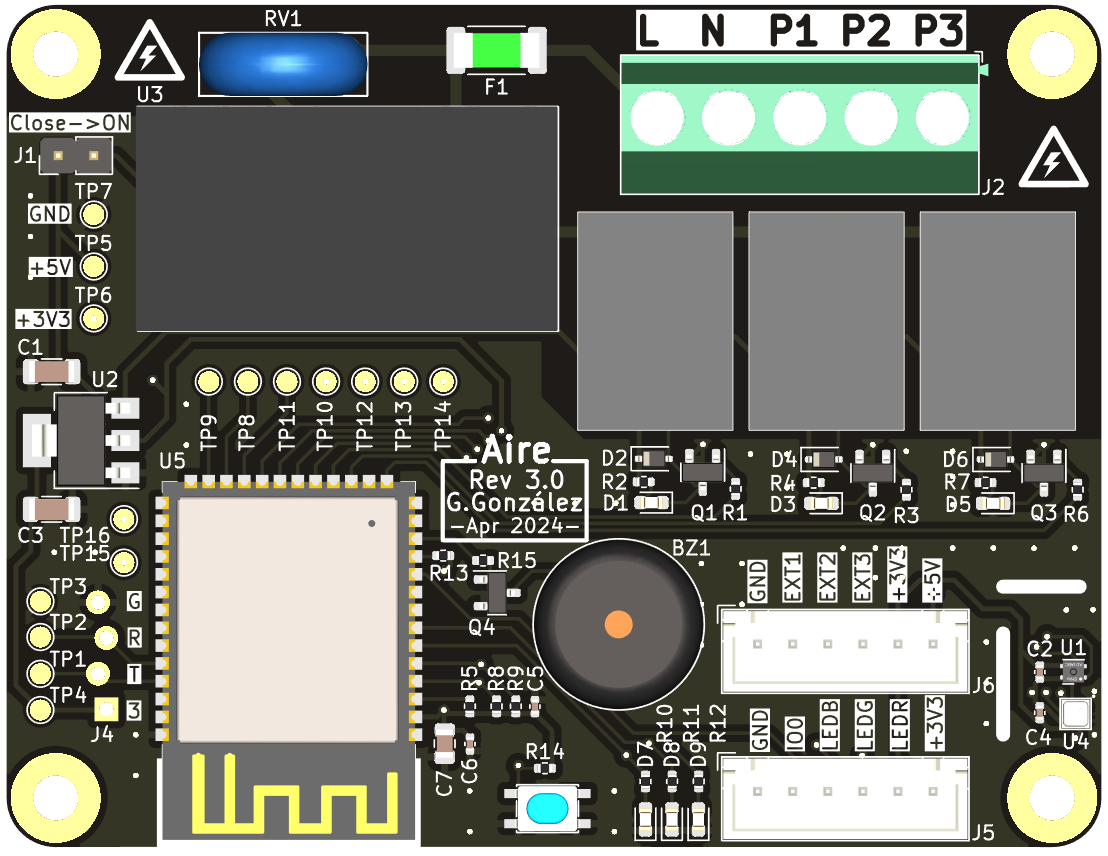 RV1
L N P1 P2 P3
U3
F1
Close->ON
J1
J2
TP7
GND
TP5
+5V
TP6
+3V3
C1
U2
TP9
TP8
TP11
TP10
TP12
TP13
TP14
U5
Aire
Rev 3.0
G.González
-Apr 2024-
D2
R2
D1
Q1
R1
D4
R4
D3
Q2
R3
D6
R7
D5
Q3
R6
C3
TP16
TP15
R13
R15
Q4
BZ1
GND
EXT1
EXT2
EXT3
+3V3
+5V
J6
TP3
G
TP2
R
TP1
T
TP4
3
J4
C2
U1
C4
U4
R5
R8
R9
C5
C7
C6
R14
R10
R11
R12
D7
D8
D9
GND
IO0
LEDB
LEDG
LEDR
+3V3
J5